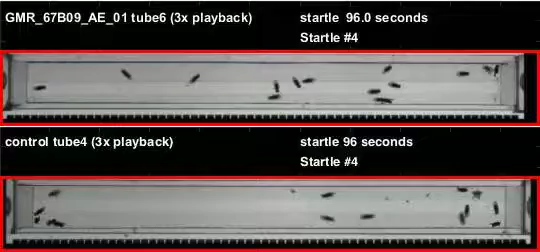 GMR_67B09_AE_01 tube6 (3x playback)
startle  96.0 seconds
Startle #4
control tube4 (3x playback)
startle 96 seconds
Startle #4